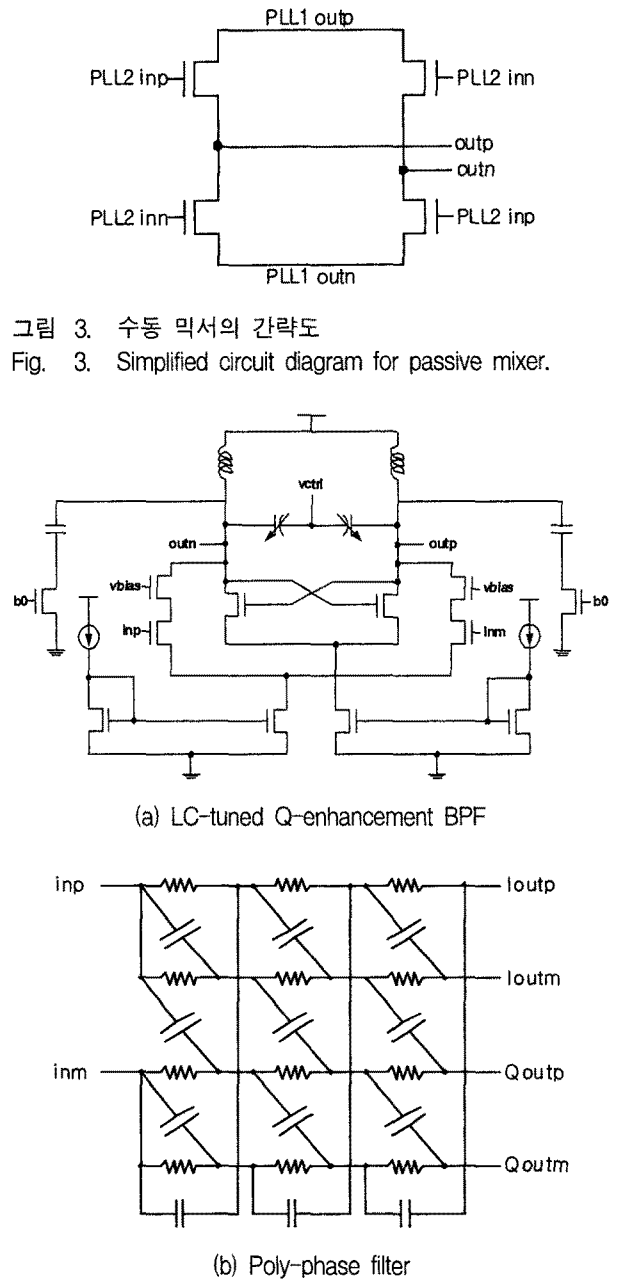 PLL1 outp
PLL2 inp
PLL2 inn
outp
outn
PLL2 inn
PLL2 inp
PLL1 outn
그림 3. 수동 믹서의 간략도
Fig. 3. Simplified circuit diagram for passive mixer.
vctrl
outn
outp
vbias
vbias
b0
b0
inp
inm
(a) LC-tuned Q-enhancement BPF
inp
Ioutp
Ioutm
inm
Qoutp
Qoutm
(b) Poly-phase filter